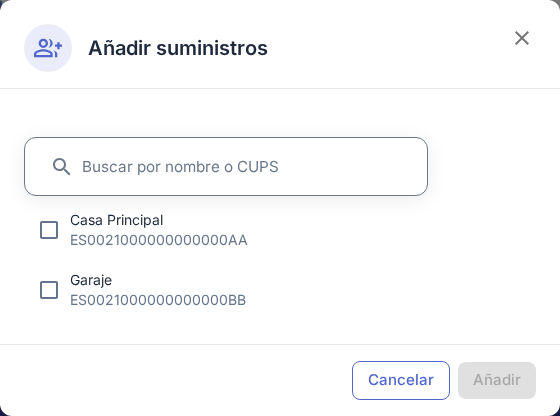 Añadir suministros
Buscar por nombre o CUPS
Casa Principal
ES0021000000000000AA
Garaje
ES0021000000000000BB
Cancelar
Añadir